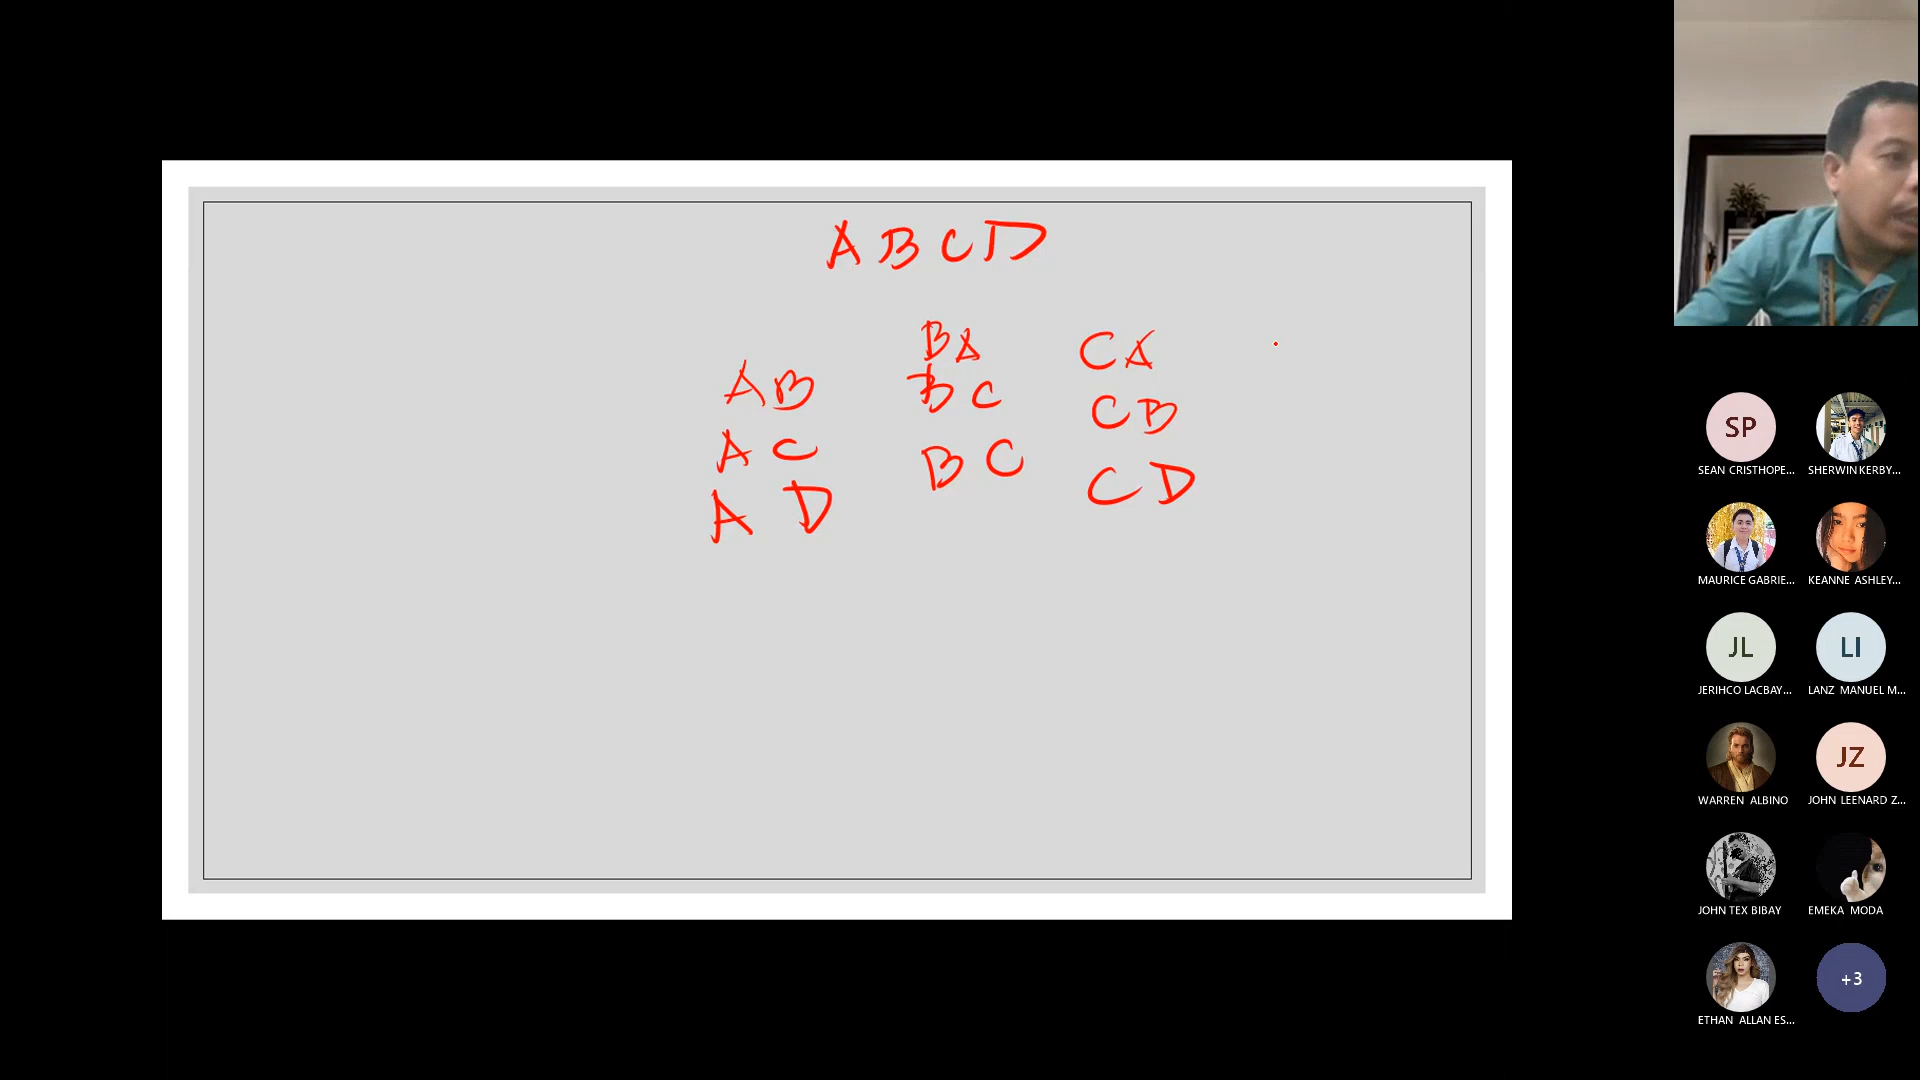 A B C D
AB
AC
AD
BA
BC
BC
CA
CB
CD
SP
SEAN CRISTHOPE...
SHERWIN KERBY...
MAURICE GABRIE...
KEANNE ASHLEY...
JL
JERIHCO LACBAY...
LI
LANZ MANUEL M...
WARREN ALBINO
JZ
JOHN LEENARD Z...
JOHN TEX BIBAY
EMEKA MODA
ETHAN ALLAN ES...
+3